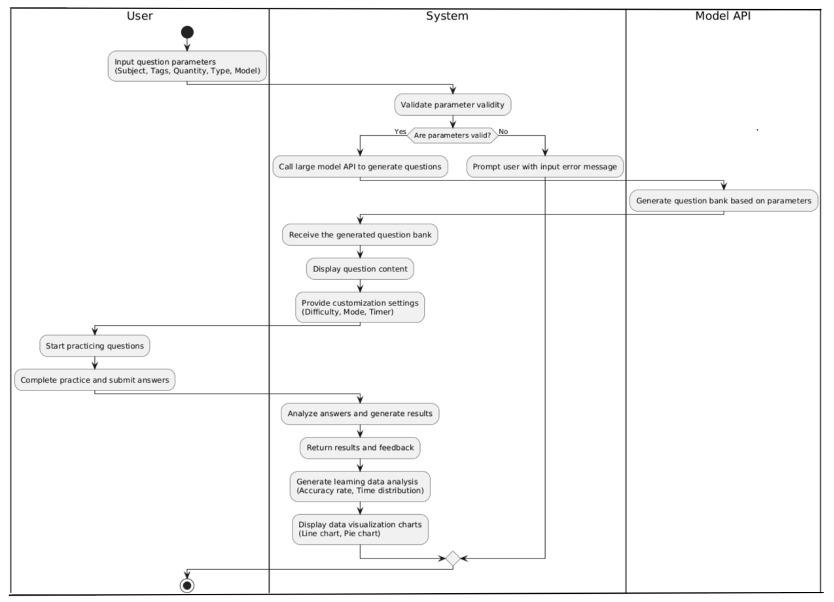 User
System
Model API
Input question parameters
(Subject, Tags, Quantity, Type, Model)
Validate parameter validity
Are parameters valid?
Yes
No
Call large model API to generate questions
Prompt user with input error message
Generate question bank based on parameters
Receive the generated question bank
Display question content
Provide customization settings
(Difficulty, Mode, Timer)
Start practicing questions
Complete practice and submit answers
Analyze answers and generate results
Return results and feedback
Generate learning data analysis
(Accuracy rate, Time distribution)
Display data visualization charts
(Line chart, Pie chart)